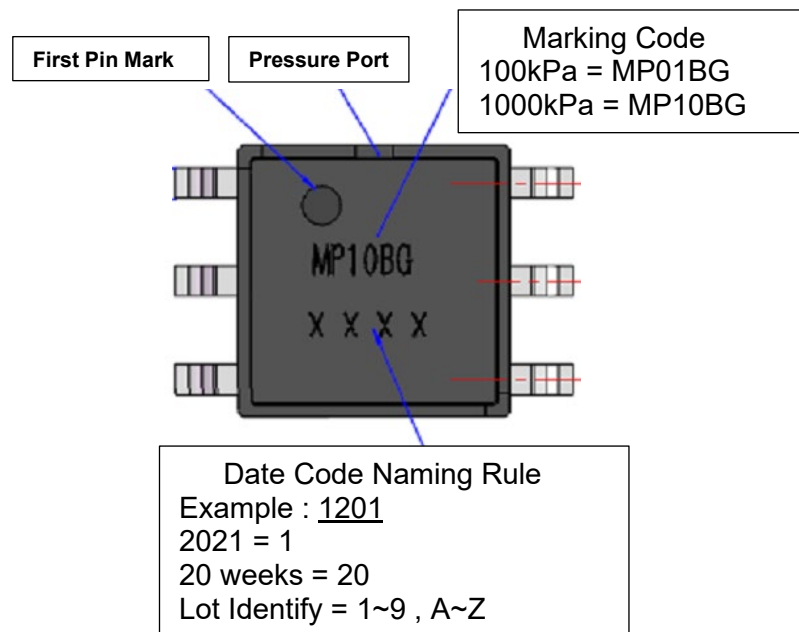 First Pin Mark
Pressure Port
Marking Code
100kPa = MP01BG
1000kPa = MP10BG
MP10BG
X X X X
Date Code Naming Rule
Example : 1201
2021 = 1
20 weeks = 20
Lot Identify = 1~9 , A~Z